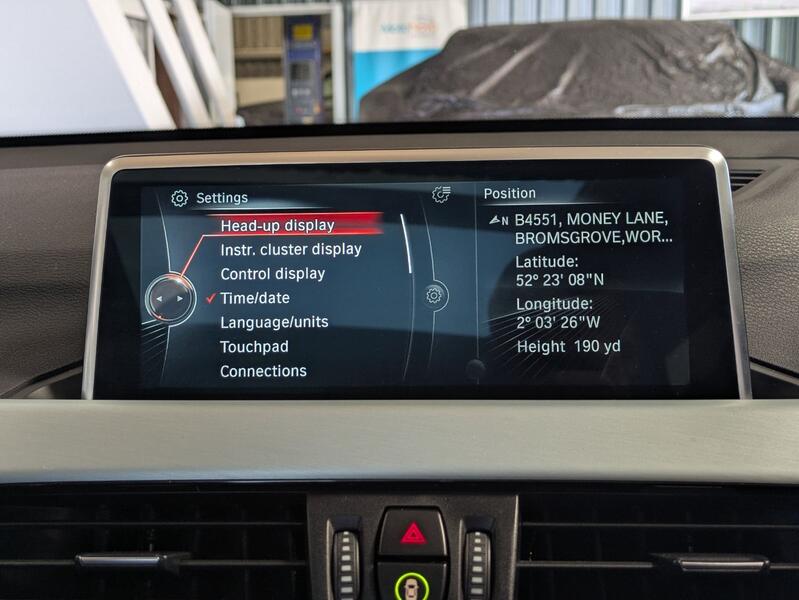 Settings
Head-up display
Instr. cluster display
Control display
Time/date
Language/units
Touchpad
Connections
Position
N B4551, MONEY LANE,
BROMSGROVE,WOR...
Latitude:
52° 23' 08"N
Longitude:
2° 03' 26"W
Height 190 yd